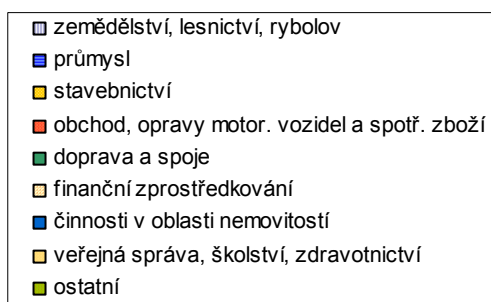 zemědělství, lesnictví, rybolov
průmysl
stavebnictví
obchod, opravy motor. vozidel a spotř. zboží
doprava a spoje
finanční zprostředkování
činnosti v oblasti nemovitostí
veřejná správa, školství, zdravotnictví
ostatní